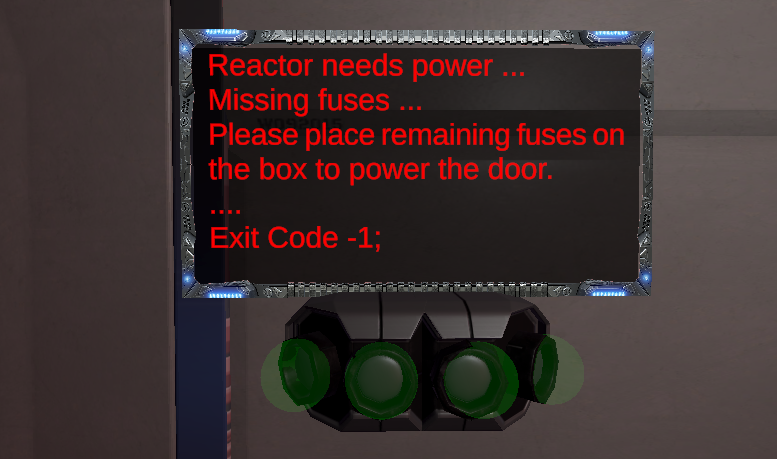 Reactor needs power ...
Missing fuses ...
Please place remaining fuses on
the box to power the door.
....
Exit Code -1;